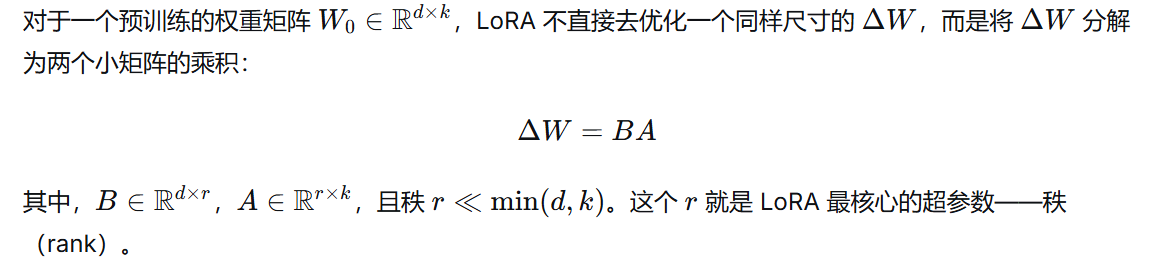 对于一个预训练的权重矩阵 W₀ ∈ ℝ^{d×k}，LoRA 不直接去优化一个同样尺寸的 ΔW，而是将 ΔW 分解
为两个小矩阵的乘积：
ΔW = BA
其中，B ∈ ℝ^{d×r}，A ∈ ℝ^{r×k}，且秩 r ≪ min(d, k)。这个 r 就是 LoRA 最核心的超参数——秩
（rank）。